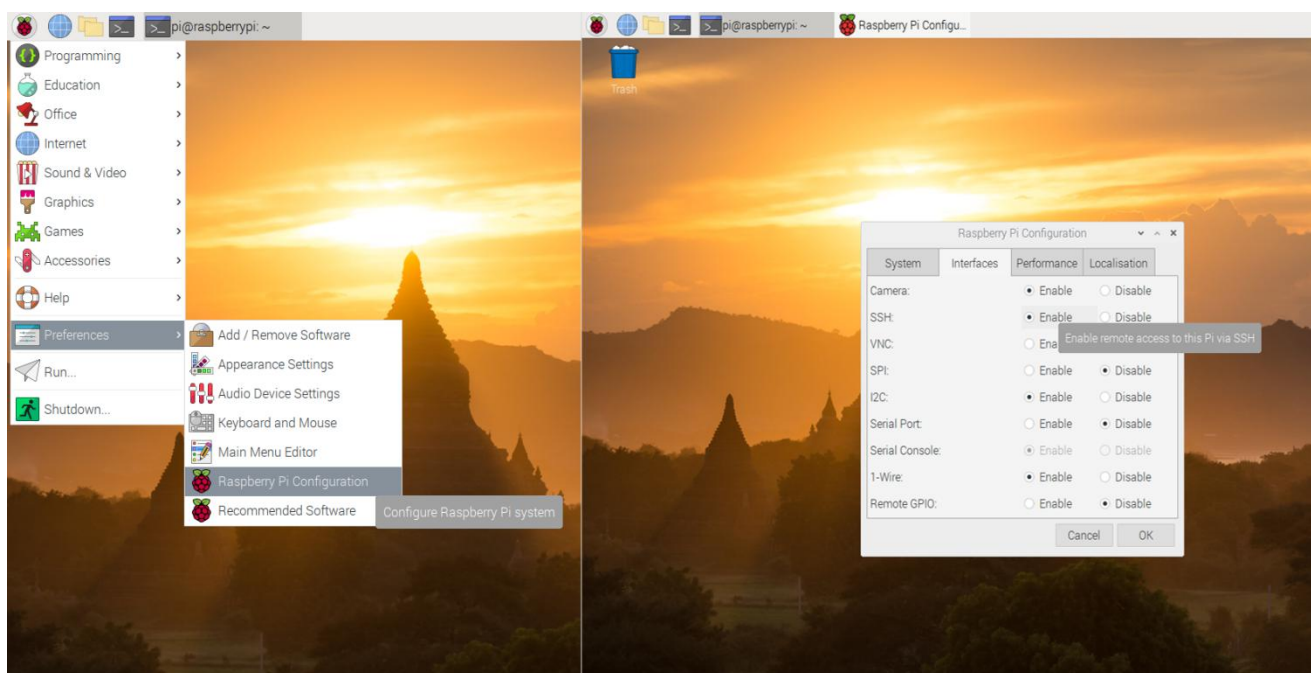 pi@raspberrypi: ~
Programming
Education
Office
Internet
Sound & Video
Graphics
Games
Accessories
Help
Preferences
Run...
Shutdown...
Add / Remove Software
Appearance Settings
Audio Device Settings
Keyboard and Mouse
Main Menu Editor
Raspberry Pi Configuration
Recommended Software
Configure Raspberry Pi system
pi@raspberrypi: ~ Raspberry Pi Configu...
Trash
Raspberry Pi Configuration
System Interfaces Performance Localisation
Camera: Enable Disable
SSH: Enable Disable
Enable remote access to this Pi via SSH
VNC: Ena
SPI: Enable Disable
I2C: Enable Disable
Serial Port: Enable Disable
Serial Console: Enable Disable
1-Wire: Enable Disable
Remote GPIO: Enable Disable
Cancel OK